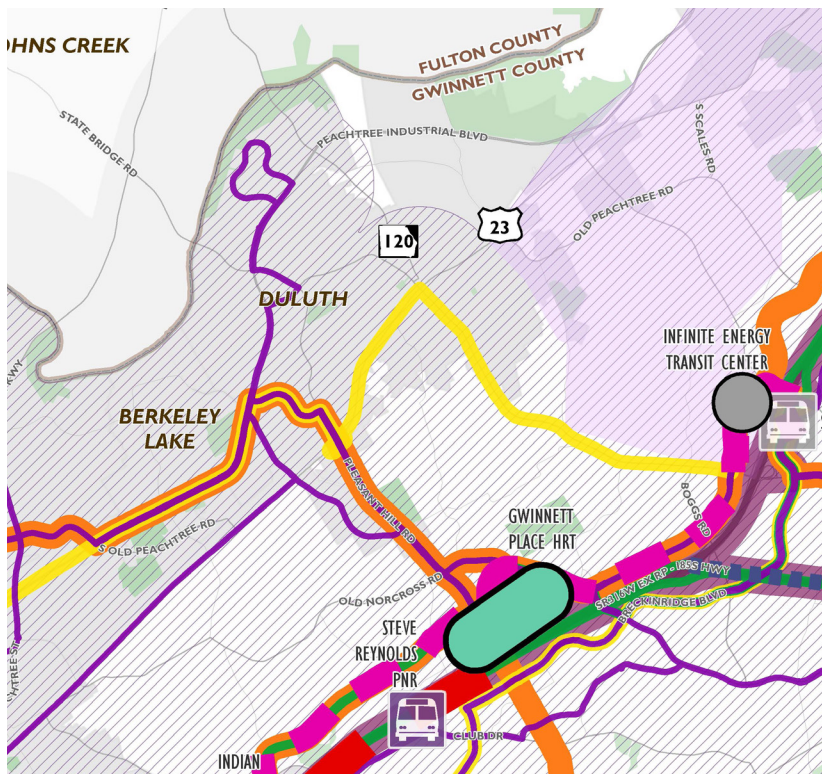 OHNS CREEK
FULTON COUNTY
GWINNETT COUNTY
STATE BRIDGE RD
PEACHTREE INDUSTRIAL BLVD
S SCALES RD
OLD PEACHTREE RD
23
120
DULUTH
INFINITE ENERGY
TRANSIT CENTER
BERKELEY
LAKE
PLEASANT HILL RD
S OLD PEACHTREE RD
BOGGS RD
GWINNETT
PLACE HRT
OLD NORCROSS RD
SR316W EX RP - I85S HWY
BRECKINRIDGE BLVD
STEVE
REYNOLDS
PNR
CLUB DR
INDIAN